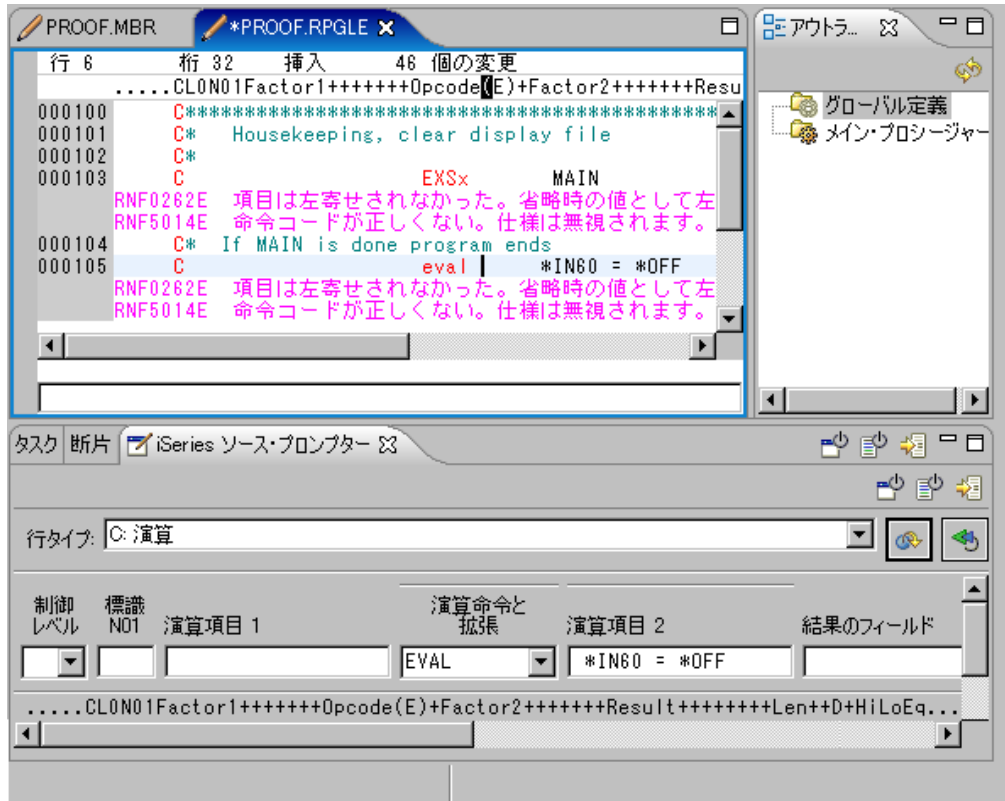 PROOF.MBR
*PROOF.RPGLE
アウトラ...
行 6 桁 32 挿入 46 個の変更
.....CL0N01Factor1+++++++Opcode(E)+Factor2+++++++Resu
000100 C************************************************
000101 C* Housekeeping, clear display file
000102 C*
000103 C EXSx MAIN
RNF0262E 項目は左寄せされなかった。省略時の値として左
RNF5014E 命令コードが正しくない。仕様は無視されます。
000104 C* If MAIN is done program ends
000105 C eval *IN60 = *OFF
RNF0262E 項目は左寄せされなかった。省略時の値として左
RNF5014E 命令コードが正しくない。仕様は無視されます。
グローバル定義
メイン・プロシージャー
タスク
断片
iSeries ソース・プロンプター
行タイプ: C: 演算
制御レベル
標識 N01
演算項目 1
演算命令と拡張
演算項目 2
結果のフィールド
EVAL
*IN60 = *OFF
.....CL0N01Factor1+++++++Opcode(E)+Factor2+++++++Result++++++++Len++D+HiLoEq...